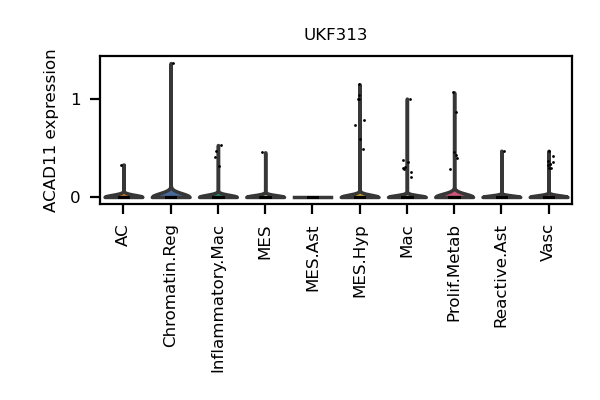 UKF313
ACAD11 expression
1
0
AC
Chromatin.Reg
Inflammatory.Mac
MES
MES.Ast
MES.Hyp
Mac
Prolif.Metab
Reactive.Ast
Vasc